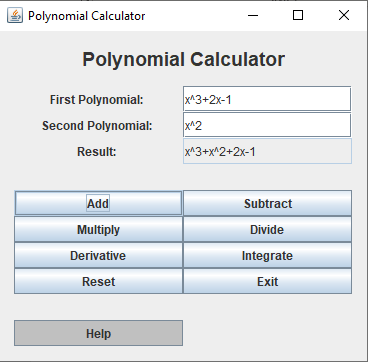 Polynomial Calculator
Polynomial Calculator
First Polynomial: x^3+2x-1
Second Polynomial: x^2
Result: x^3+x^2+2x-1
Add Subtract
Multiply Divide
Derivative Integrate
Reset Exit
Help